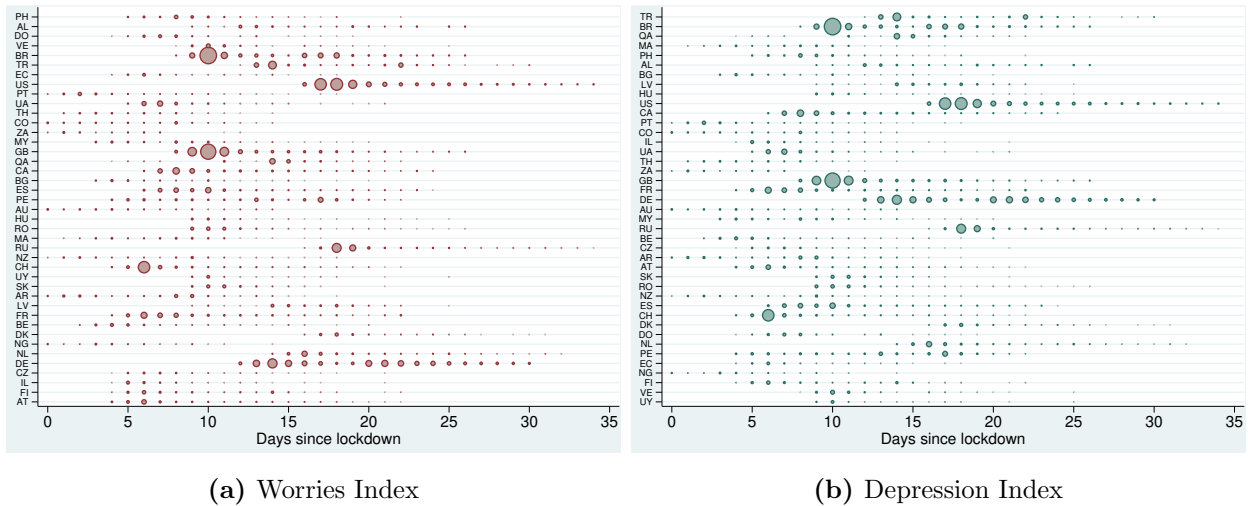 PH
AL
DO
VE
BR
TR
EC
US
PT
UA
TH
CO
ZA
MY
GB
QA
CA
BG
ES
PE
AU
HU
RO
MA
RU
NZ
CH
UY
SK
AR
LV
FR
BE
DK
NG
NL
DE
CZ
IL
FI
AT
0 5 10 15 20 25 30 35
Days since lockdown
(a) Worries Index
TR
BR
QA
MA
PH
AL
BG
LV
HU
US
CA
PT
CO
IL
UA
TH
ZA
GB
FR
DE
AU
MY
RU
BE
CZ
AR
AT
SK
RO
NZ
ES
CH
DK
DO
NL
PE
EC
NG
FI
VE
UY
0 5 10 15 20 25 30 35
Days since lockdown
(b) Depression Index